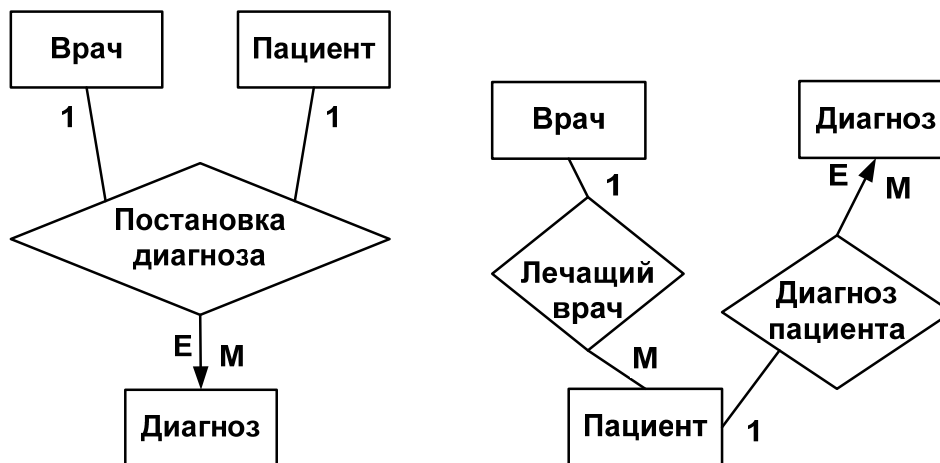 Врач
Пациент
1
1
Постановка
диагноза
E
M
Диагноз
Врач
Диагноз
1
E
M
Лечащий
врач
Диагноз
пациента
M
Пациент
1